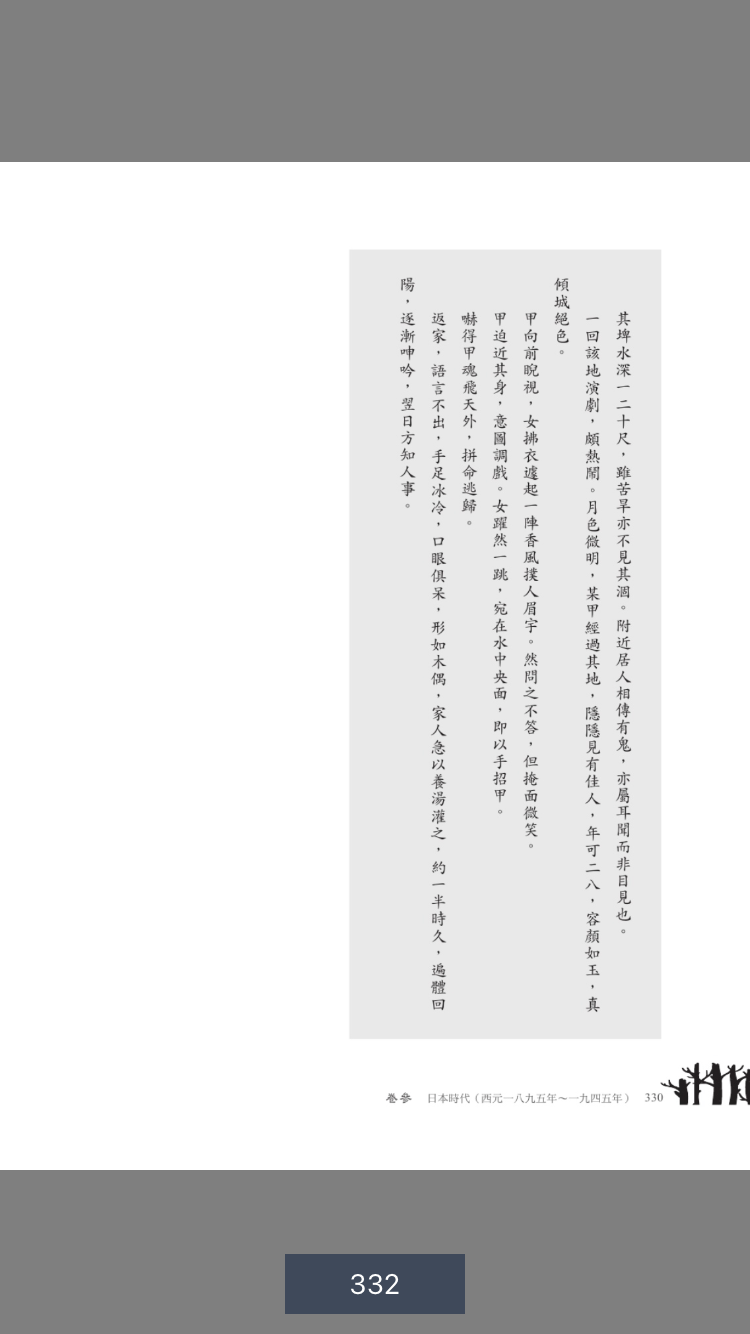 其埤水深一二十尺，雖苦旱亦不見其涸。附近居人相傳有鬼，亦屬耳聞而非目見也。
一回該地演劇，頗熱鬧。月色微明，某甲經過其地，隱隱見有佳人，年可二八，容顏如玉，真
傾城絕色。
甲向前睨視，女拂衣遽起一陣香風撲人眉宇。然問之不答，但掩面微笑。
甲迫近其身，意圖調戲。女躍然一跳，宛在水中央面，即以手招甲。
嚇得甲魂飛天外，拼命逃歸。
返家，語言不出，手足冰冷，口眼俱呆，形如木偶，家人急以養湯灌之，約一半時久，遍體回
陽，逐漸呻吟，翌日方知人事。
卷參 日本時代（西元一八九五年～一九四五年） 330
332